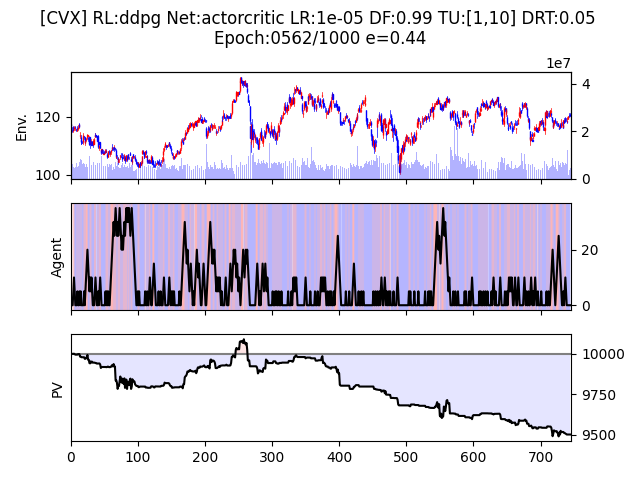 [CVX] RL:ddpg Net:actorcritic LR:1e-05 DF:0.99 TU:[1,10] DRT:0.05
Epoch:0562/1000 e=0.44
1e7
Env.
120
100
4
2
0
Agent
20
0
PV
10000
9750
9500
0 100 200 300 400 500 600 700